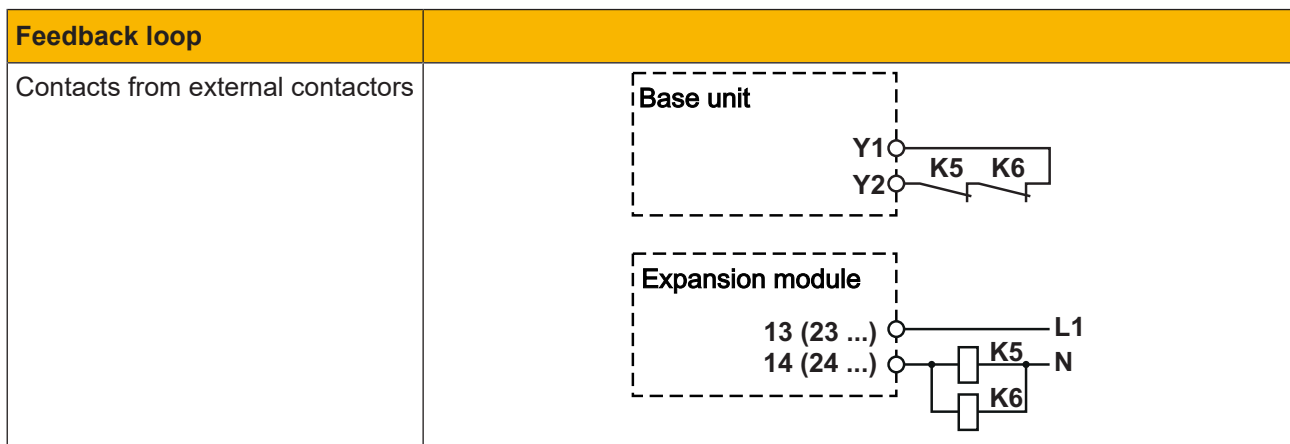 Feedback loop
Contacts from external contactors
Base unit
Y1
K5 K6
Y2
Expansion module
13 (23 ...) L1
14 (24 ...) K5 N
K6